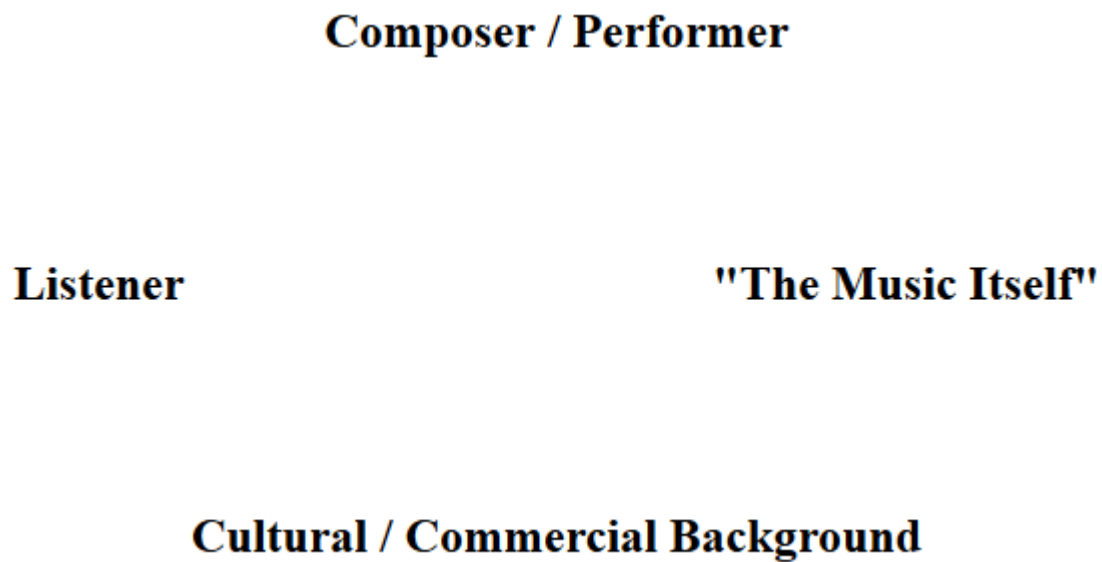 Composer / Performer
Listener "The Music Itself"
Cultural / Commercial Background